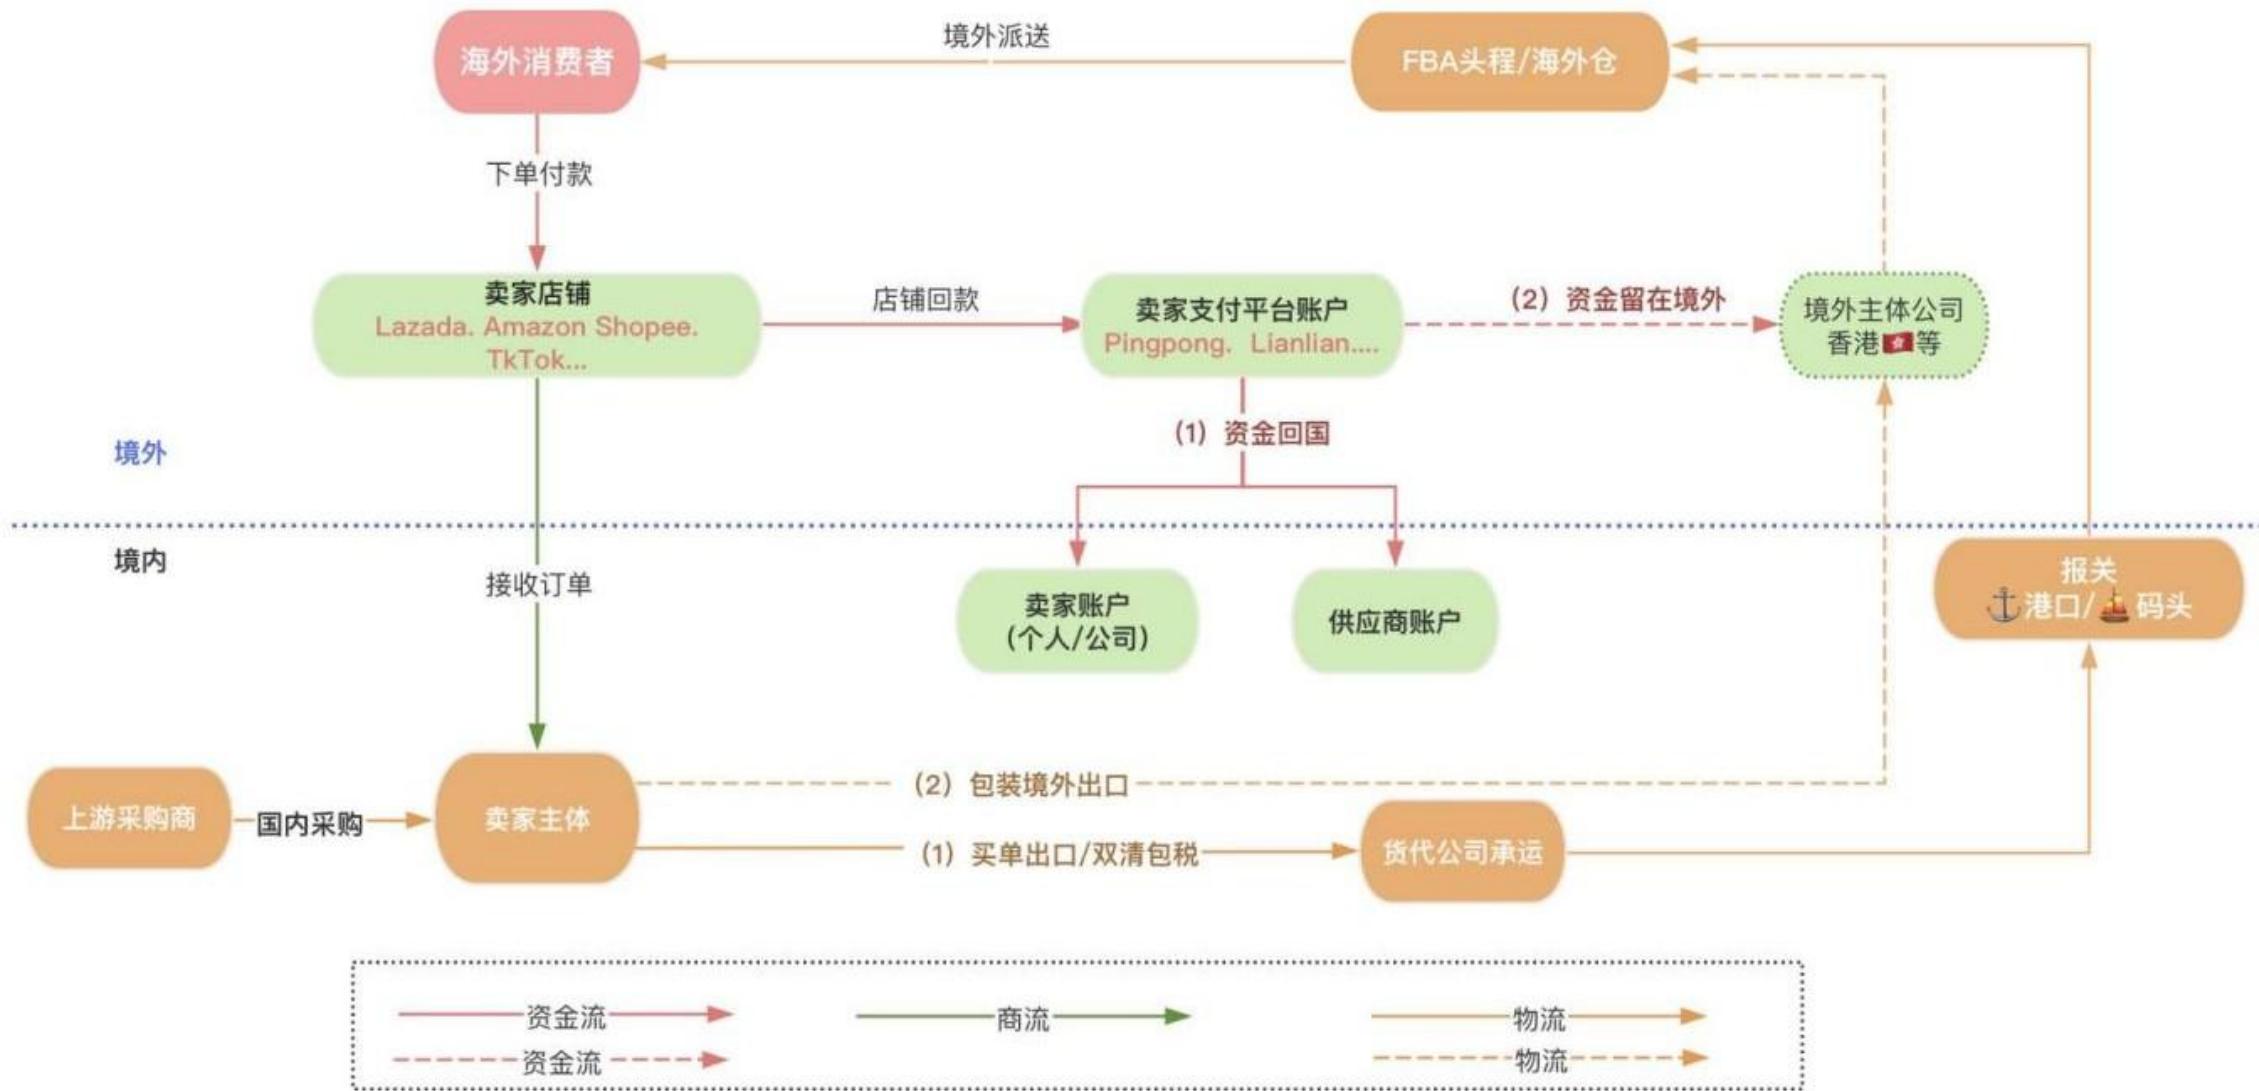 境外派送
海外消费者
FBA头程/海外仓
下单付款
卖家店铺
Lazada. Amazon Shopee.
TkTok...
店铺回款
卖家支付平台账户
Pingpong. Lianlian....
(2) 资金留在境外
境外主体公司
香港🇭🇰等
(1) 资金回国
境外
境内
接收订单
卖家账户
(个人/公司)
供应商账户
报关
⚓港口/⛵码头
上游采购商
国内采购
卖家主体
(2) 包装境外出口
(1) 买单出口/双清包税
货代公司承运
资金流
商流
物流
资金流
物流